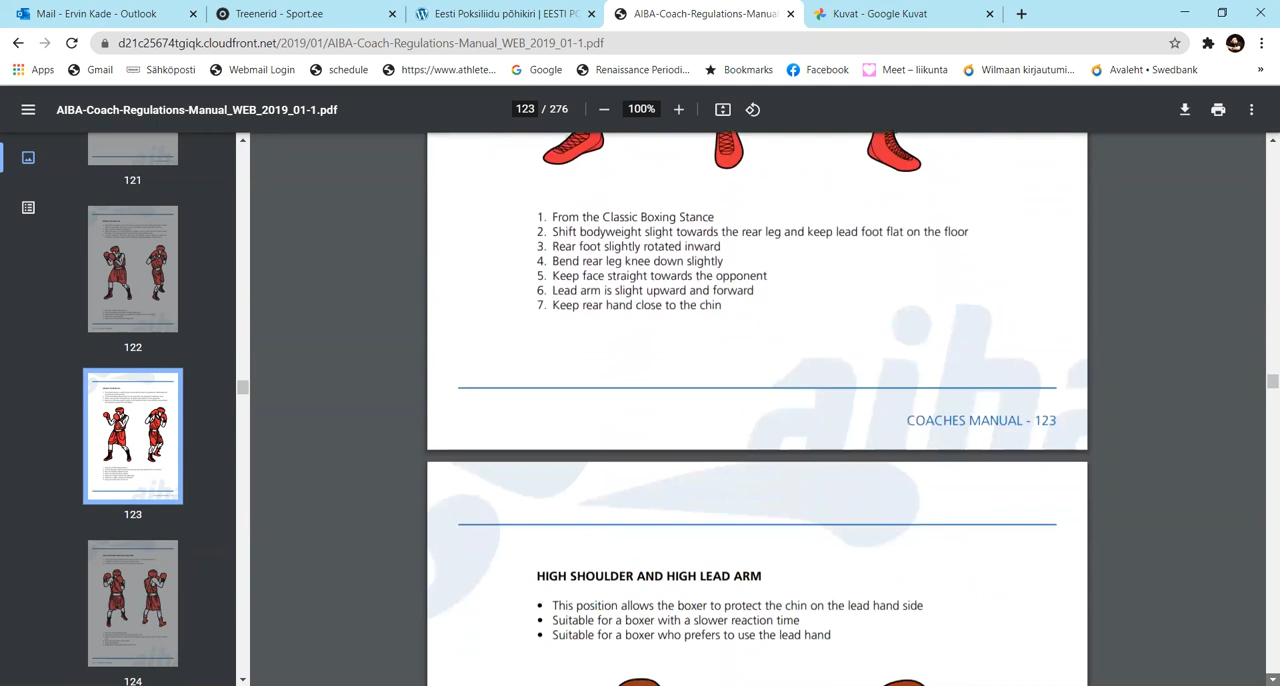 Mail - Ervin Kade - Outlook
Treenerid - Sport.ee
Eesti Poksiliidu põhikiri | EESTI PO
AIBA-Coach-Regulations-Manual
Kuvat - Google Kuvat
d21c25674tgiqk.cloudfront.net/2019/01/AIBA-Coach-Regulations-Manual_WEB_2019_01-1.pdf
Apps Gmail Sähköposti Webmail Login schedule https://www.athlete... Google Renaissance Periodi... Bookmarks Facebook Meet – liikunta Wilmaan kirjautumi... Avaleht • Swedbank »
AIBA-Coach-Regulations-Manual_WEB_2019_01-1.pdf 123 / 276 100%
121
122
123
124
1. From the Classic Boxing Stance
2. Shift bodyweight slight towards the rear leg and keep lead foot flat on the floor
3. Rear foot slightly rotated inward
4. Bend rear leg knee down slightly
5. Keep face straight towards the opponent
6. Lead arm is slight upward and forward
7. Keep rear hand close to the chin
aiba
COACHES MANUAL - 123
HIGH SHOULDER AND HIGH LEAD ARM
• This position allows the boxer to protect the chin on the lead hand side
• Suitable for a boxer with a slower reaction time
• Suitable for a boxer who prefers to use the lead hand